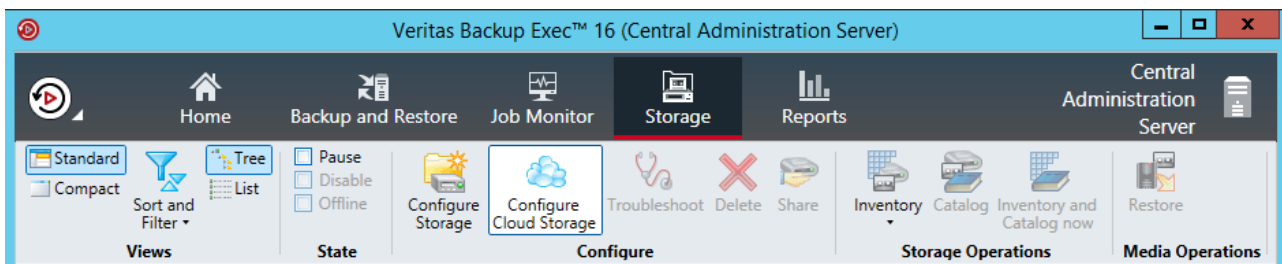 Veritas Backup Exec™ 16 (Central Administration Server)
Home
Backup and Restore
Job Monitor
Storage
Reports
Central
Administration
Server
Standard
Compact
Sort and
Filter
Tree
List
Views
Pause
Disable
Offline
State
Configure
Storage
Configure
Cloud Storage
Troubleshoot
Delete
Share
Configure
Inventory
Catalog
Inventory and
Catalog now
Storage Operations
Restore
Media Operations